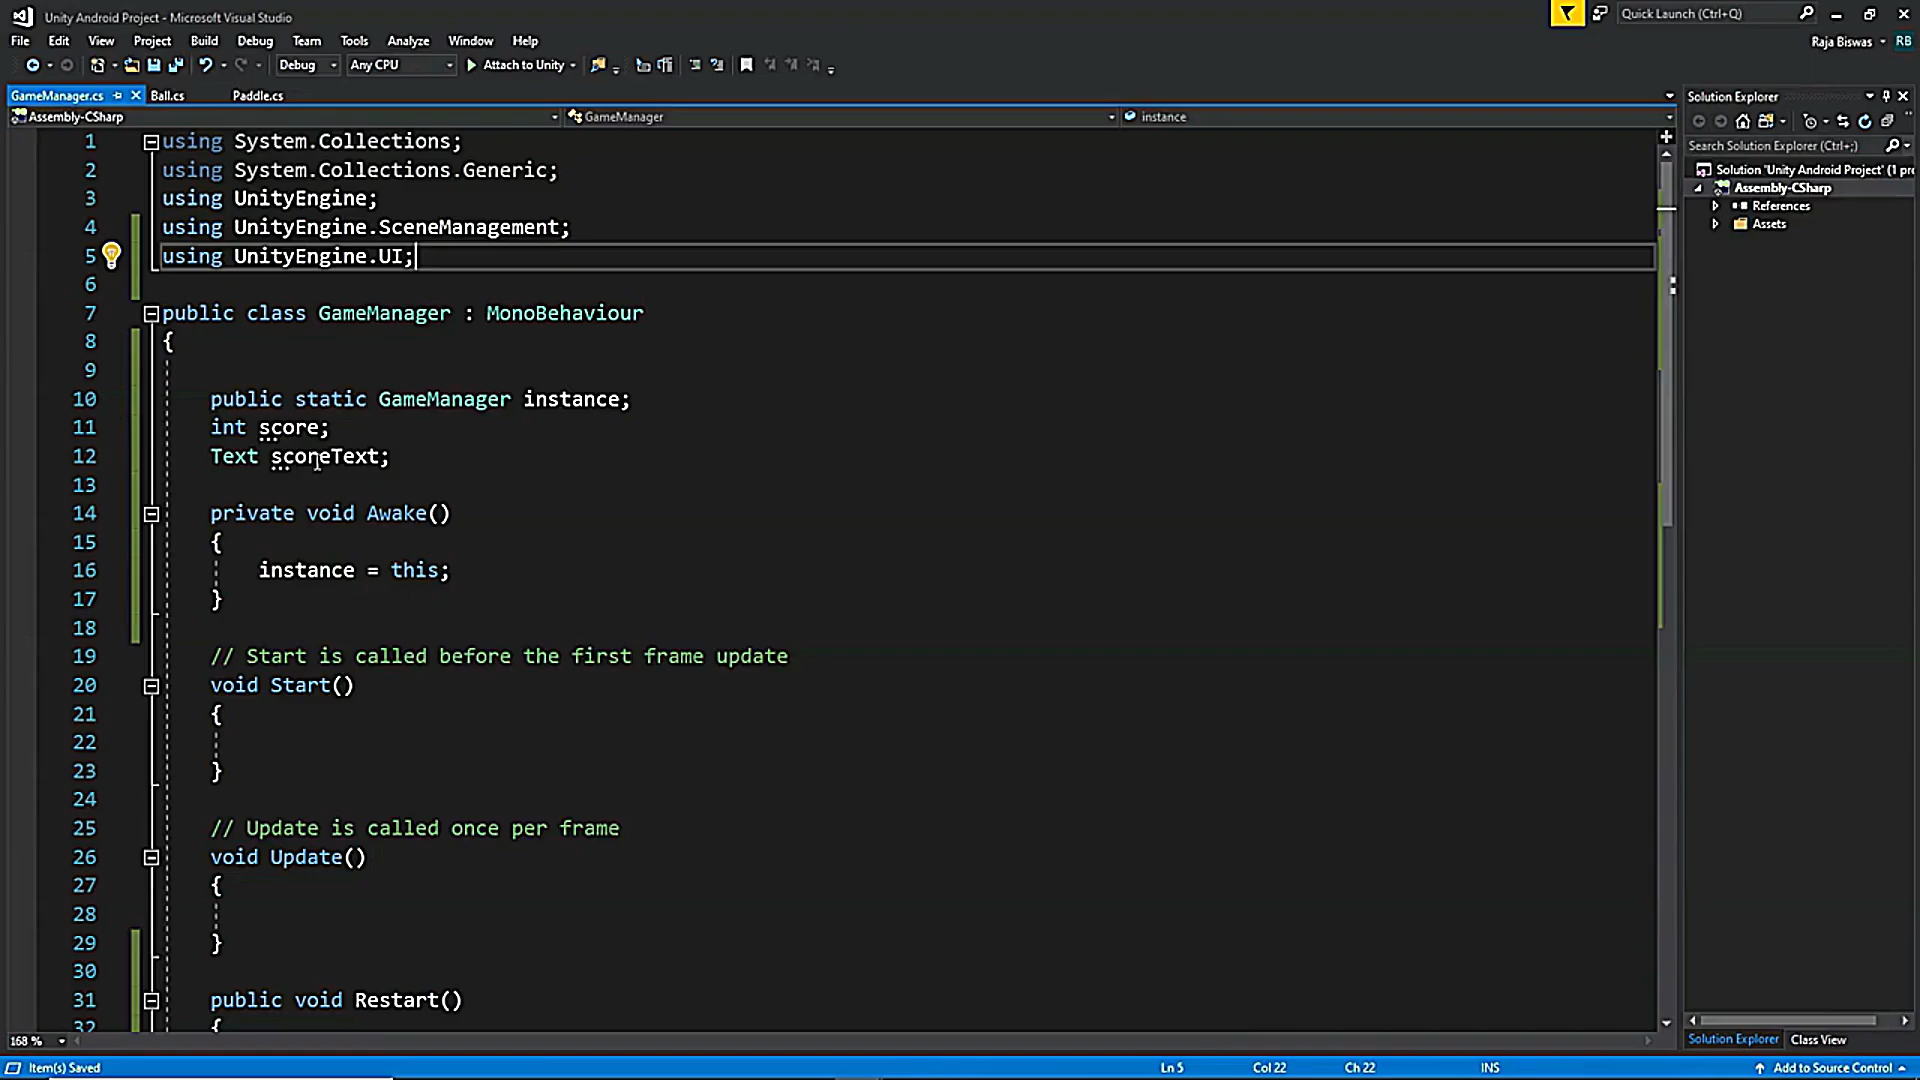 Unity Android Project - Microsoft Visual Studio
Quick Launch (Ctrl+Q)
File Edit View Project Build Debug Team Tools Analyze Window Help
Raja Biswas RB
Debug Any CPU Attach to Unity
GameManager.cs Ball.cs Paddle.cs
Assembly-CSharp GameManager instance
1 using System.Collections;
2 using System.Collections.Generic;
3 using UnityEngine;
4 using UnityEngine.SceneManagement;
5 using UnityEngine.UI;
6
7 public class GameManager : MonoBehaviour
8 {
9
10 public static GameManager instance;
11 int score;
12 Text scoreText;
13
14 private void Awake()
15 {
16 instance = this;
17 }
18
19 // Start is called before the first frame update
20 void Start()
21 {
22
23 }
24
25 // Update is called once per frame
26 void Update()
27 {
28
29 }
30
31 public void Restart()
32 {
Solution Explorer
Search Solution Explorer (Ctrl+;)
Solution 'Unity Android Project' (1 pr
Assembly-CSharp
References
Assets
Solution Explorer Class View
168 %
Item(s) Saved Ln 5 Col 22 Ch 22 INS Add to Source Control